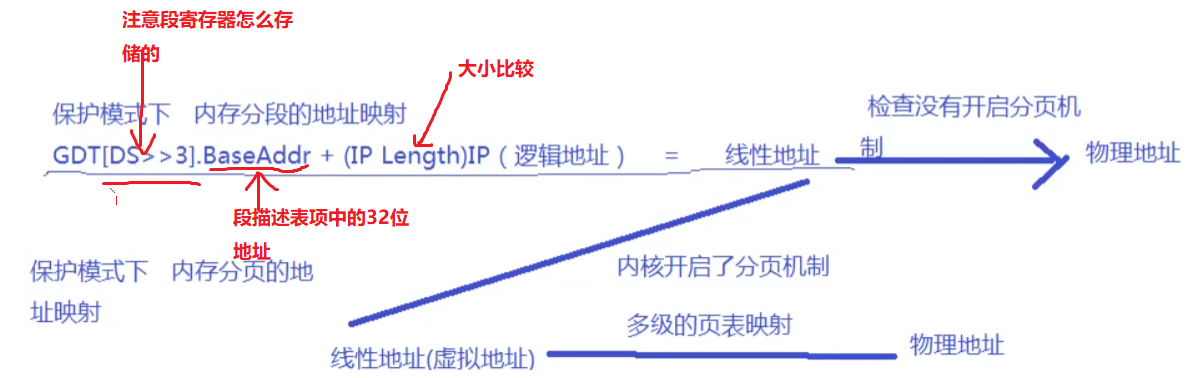 注意段寄存器怎么存
储的
大小比较
保护模式下 内存分段的地址映射
检查没有开启分页机
制
GDT[DS>>3].BaseAddr + (IP Length)IP ( 逻辑地址 ) = 线性地址
物理地址
段描述表项中的32位
地址
保护模式下 内存分页的地
址映射
内核开启了分页机制
多级的页表映射
线性地址(虚拟地址)
物理地址